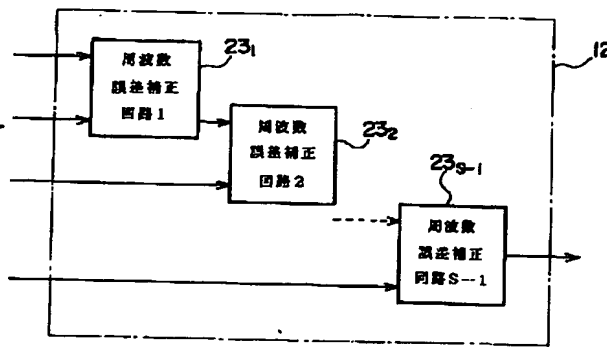 周波数
誤差補正
回路1
23₁
12
周波数
誤差補正
回路2
23₂
23s-1
周波数
誤差補正
回路S-1